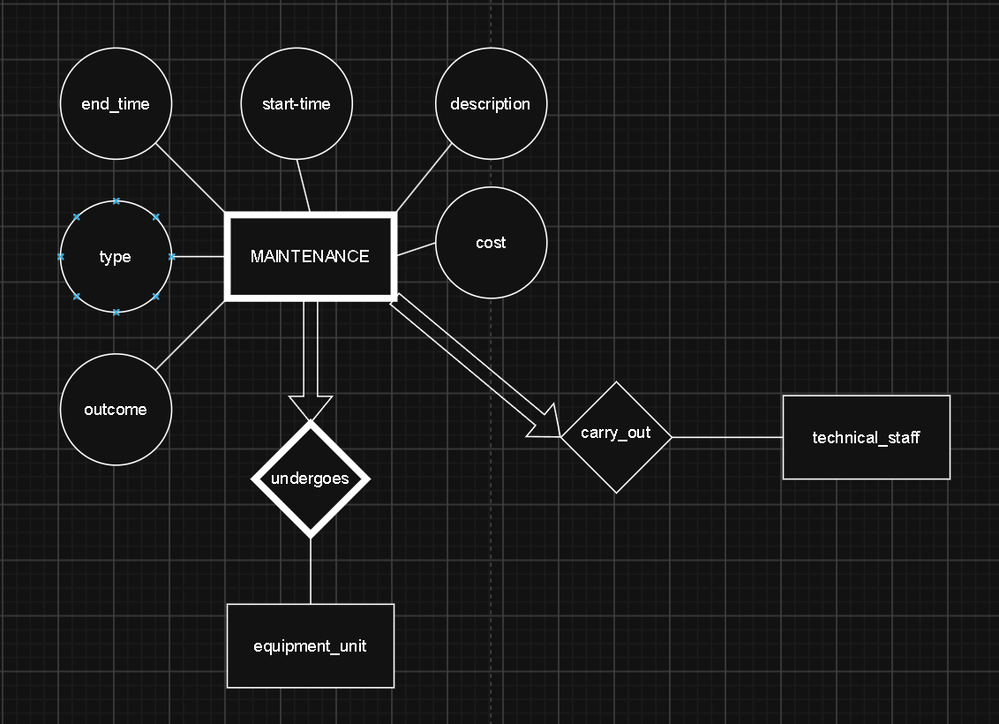 end_time
start-time
description
type
MAINTENANCE
cost
outcome
carry_out
technical_staff
undergoes
equipment_unit